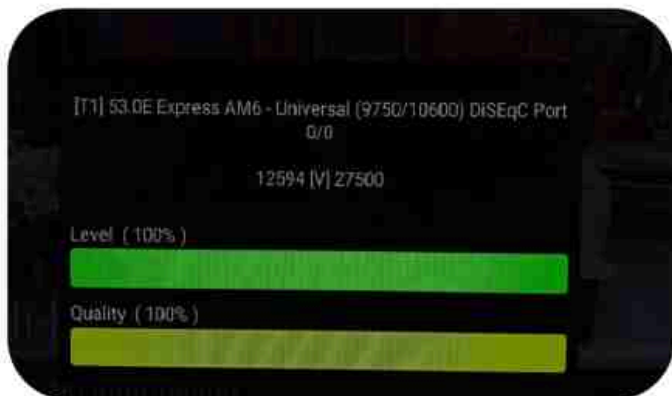 [T1] 53.0E Express AM6 - Universal (9750/10600) DiSEqC Port
0/0
12594 [V] 27500
Level ( 100% )
Quality ( 100% )